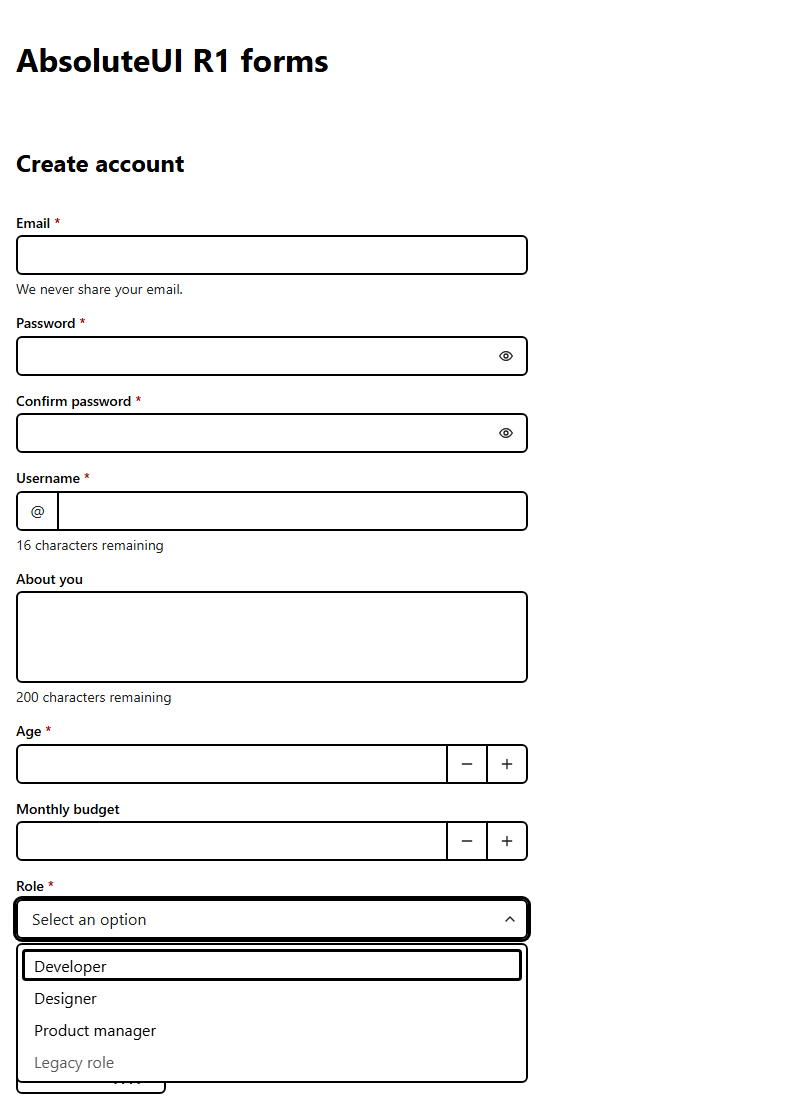 AbsoluteUI R1 forms
Create account
Email *
We never share your email.
Password *
Confirm password *
Username *
@
16 characters remaining
About you
200 characters remaining
Age *
Monthly budget
Role *
Select an option
Developer
Designer
Product manager
Legacy role